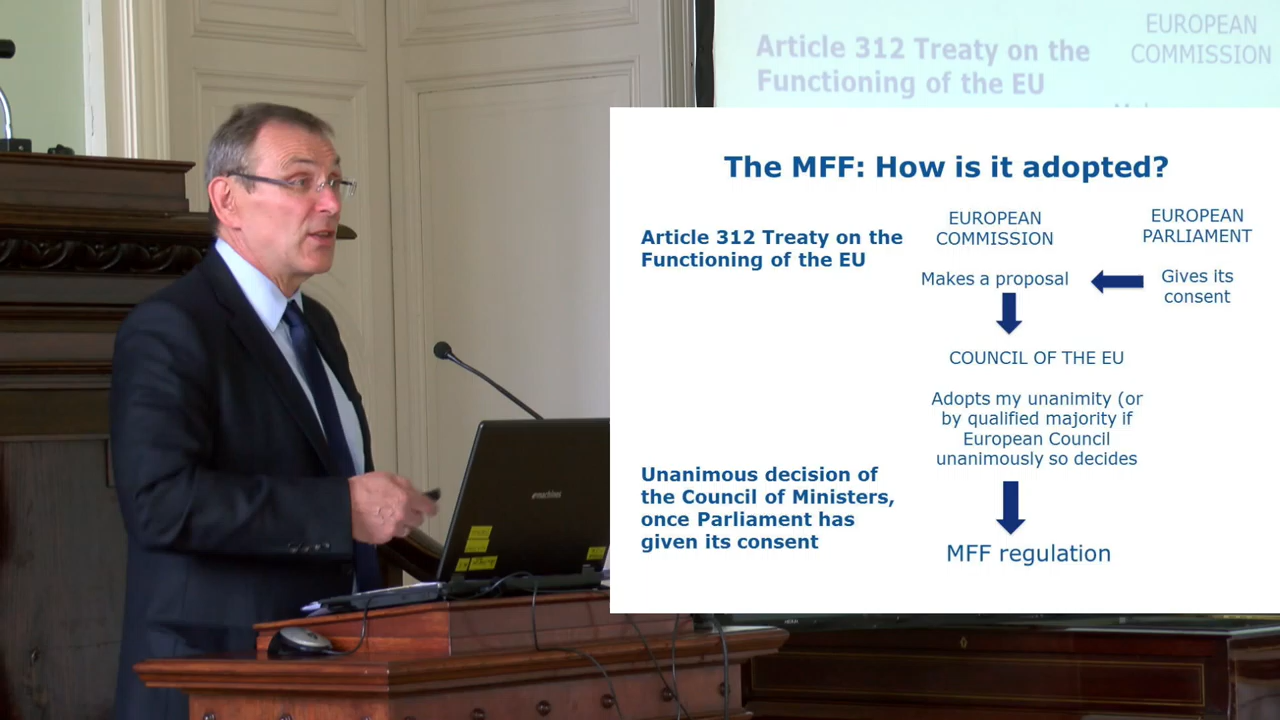 Article 312 Treaty on the
Functioning of the EU
EUROPEAN
COMMISSION
The MFF: How is it adopted?
Article 312 Treaty on the
Functioning of the EU
EUROPEAN
COMMISSION
Makes a proposal
EUROPEAN
PARLIAMENT
Gives its
consent
COUNCIL OF THE EU
Adopts my unanimity (or
by qualified majority if
European Council
unanimously so decides
Unanimous decision of
the Council of Ministers,
once Parliament has
given its consent
MFF regulation
eMachines